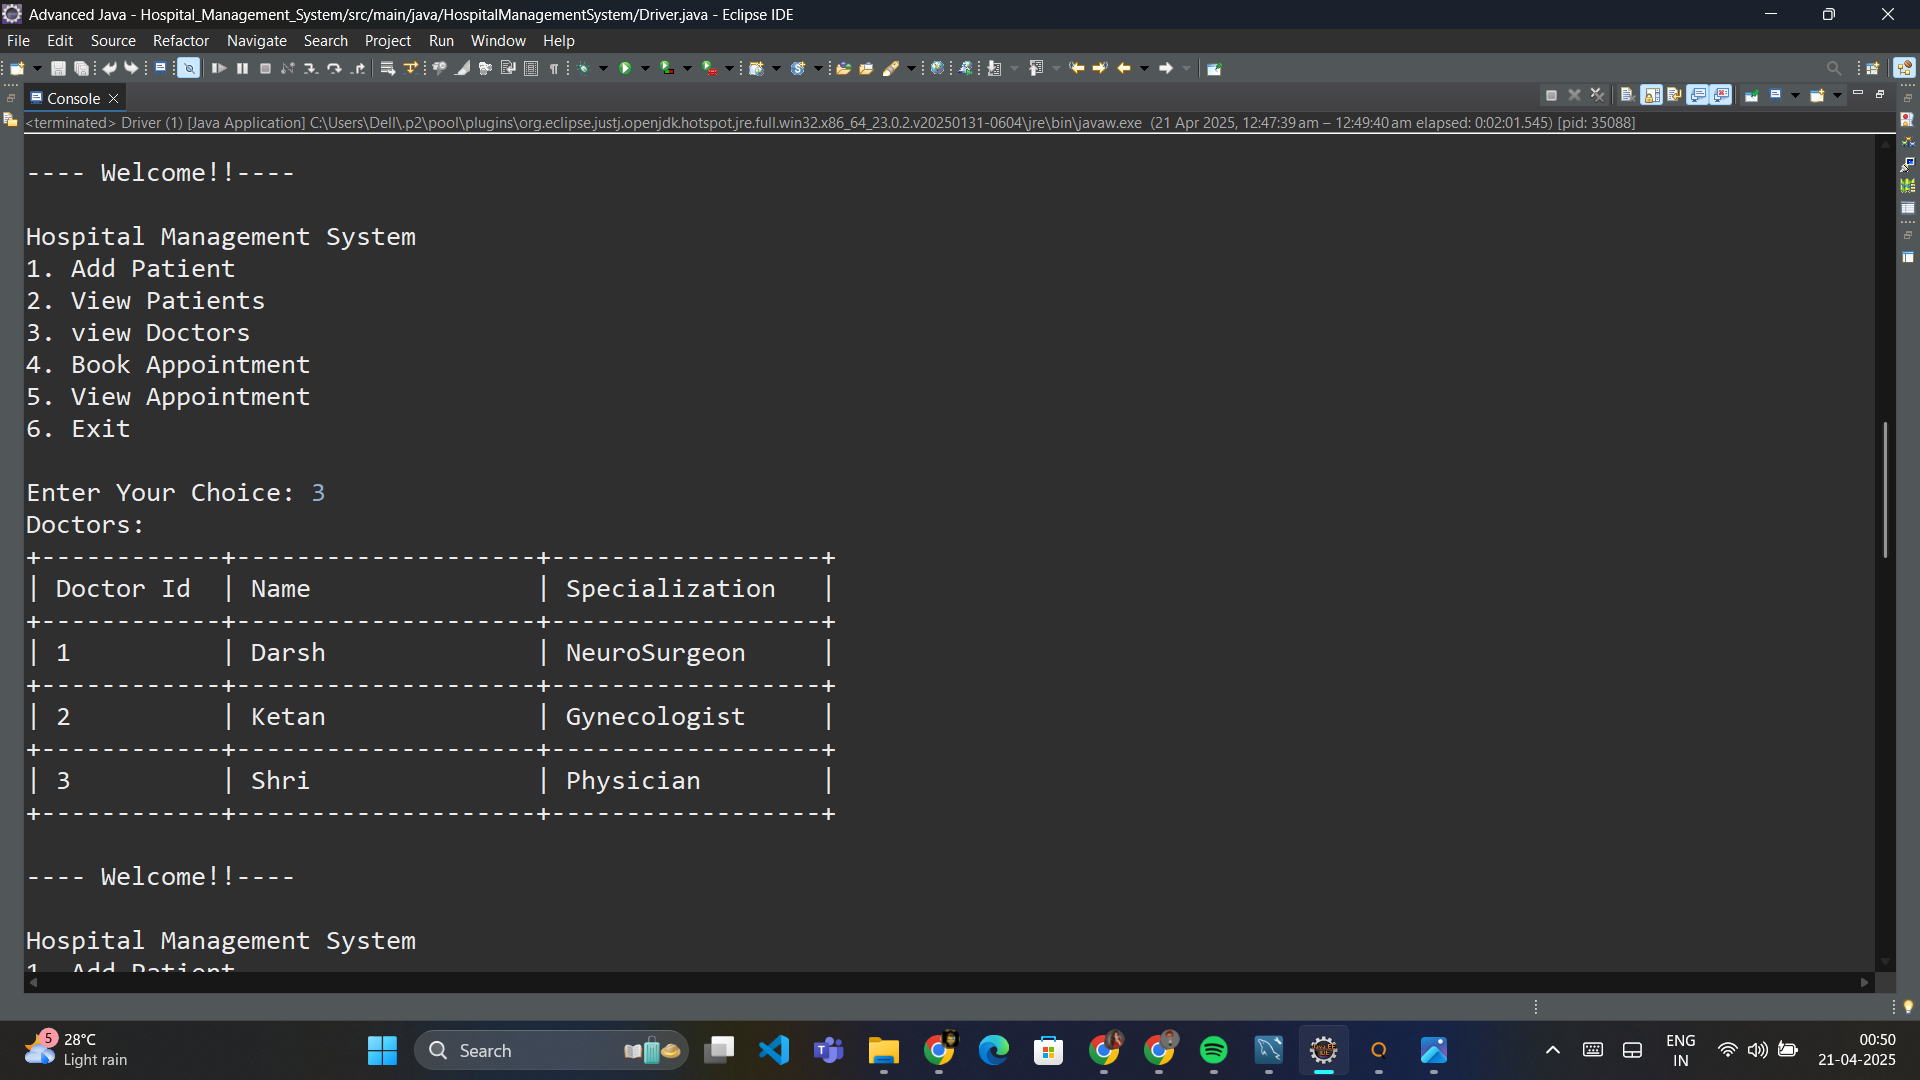 Advanced Java - Hospital_Management_System/src/main/java/HospitalManagementSystem/Driver.java - Eclipse IDE
File Edit Source Refactor Navigate Search Project Run Window Help
Console
<terminated> Driver (1) [Java Application] C:\Users\Dell\.p2\pool\plugins\org.eclipse.justj.openjdk.hotspot.jre.full.win32.x86_64_23.0.2.v20250131-0604\jre\bin\javaw.exe (21 Apr 2025, 12:47:39 am – 12:49:40 am elapsed: 0:02:01.545) [pid: 35088]
---- Welcome!!----
Hospital Management System
1. Add Patient
2. View Patients
3. view Doctors
4. Book Appointment
5. View Appointment
6. Exit
Enter Your Choice: 3
Doctors:
+------------+--------------------+------------------+
| Doctor Id  | Name               | Specialization   |
+------------+--------------------+------------------+
| 1          | Darsh              | NeuroSurgeon     |
+------------+--------------------+------------------+
| 2          | Ketan              | Gynecologist     |
+------------+--------------------+------------------+
| 3          | Shri               | Physician        |
+------------+--------------------+------------------+
---- Welcome!!----
Hospital Management System
1. Add Patient
5
28°C
Light rain
Search
ENG
IN
00:50
21-04-2025